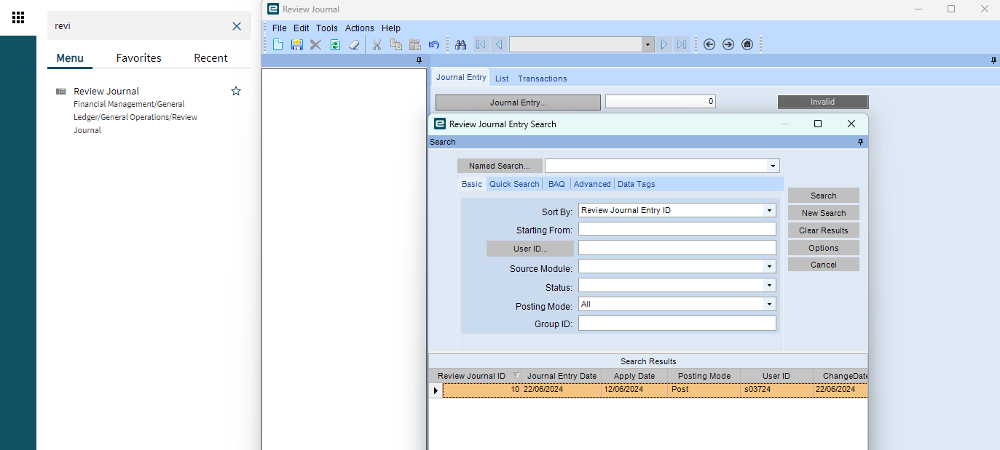 revi
Menu
Favorites
Recent
Review Journal
Financial Management/General
Ledger/General Operations/Review
Journal
Review Journal
File Edit Tools Actions Help
Journal Entry List Transactions
Journal Entry... 0 Invalid
Review Journal Entry Search
Search
Named Search...
Basic Quick Search BAQ Advanced Data Tags
Sort By: Review Journal Entry ID
Starting From:
User ID...
Source Module:
Status:
Posting Mode: All
Group ID:
Search
New Search
Clear Results
Options
Cancel
Search Results
Review Journal ID Journal Entry Date Apply Date Posting Mode User ID ChangeDate
10 22/06/2024 12/06/2024 Post s03724 22/06/2024